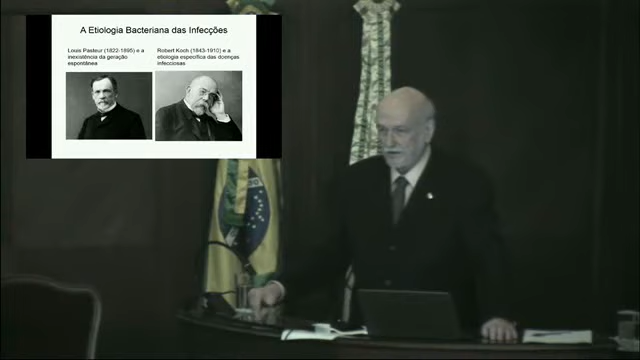 A Etiologia Bacteriana das Infecções
Louis Pasteur (1822-1895) e a
inexistência da geração
espontânea
Robert Koch (1843-1910) e a
etiologia específica das doenças
infecciosas